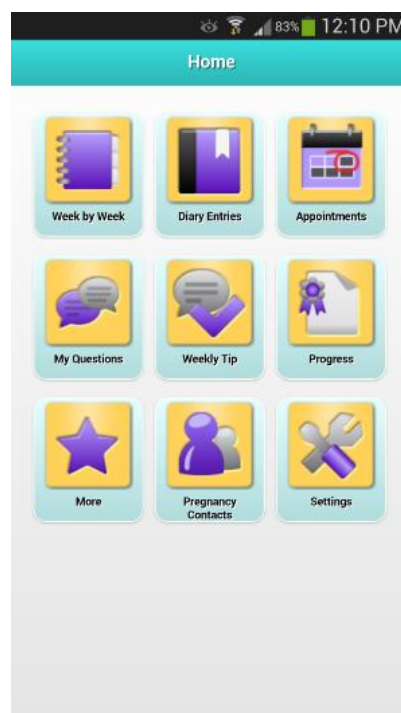 83% 12:10 PM
Home
Week by Week
Diary Entries
Appointments
My Questions
Weekly Tip
Progress
More
Pregnancy
Contacts
Settings